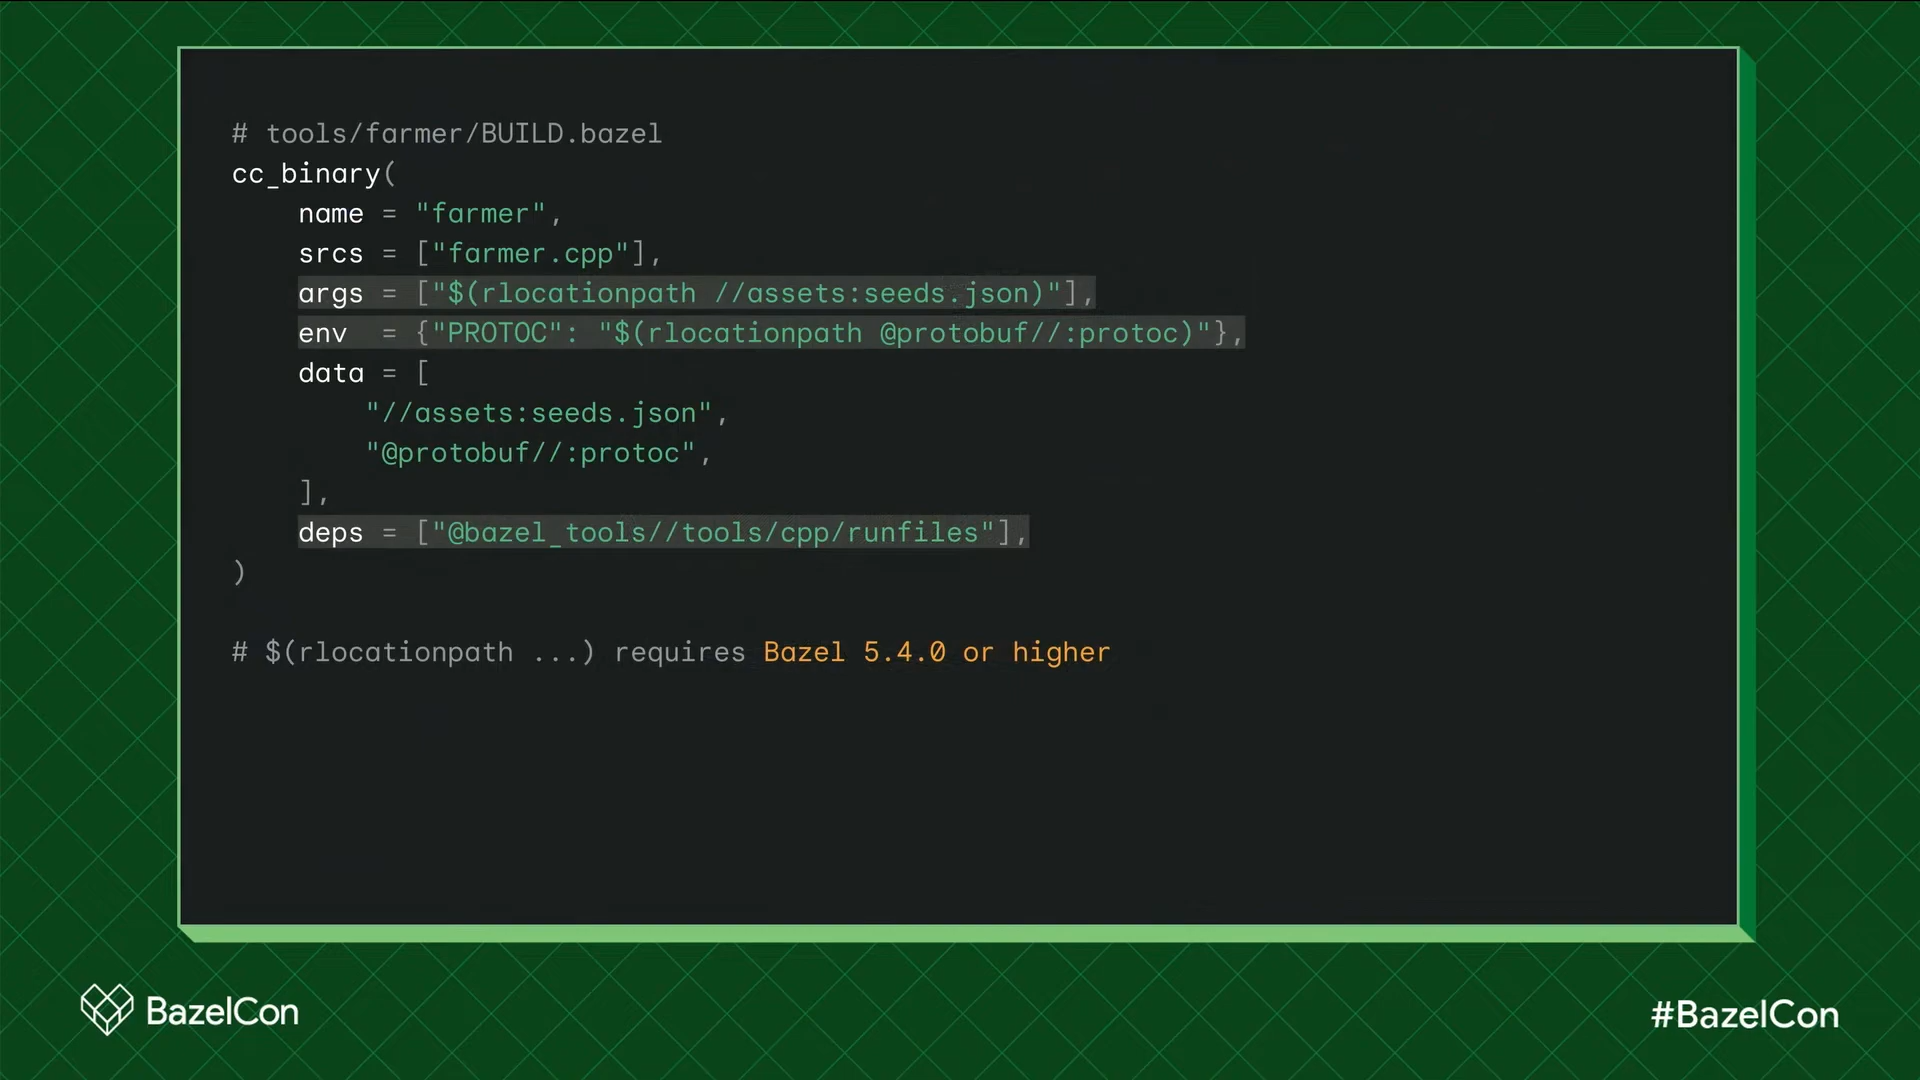 # tools/farmer/BUILD.bazel
cc_binary(
    name = "farmer",
    srcs = ["farmer.cpp"],
    args = ["$(rlocationpath //assets:seeds.json)"],
    env  = {"PROTOC": "$(rlocationpath @protobuf//:protoc)"},
    data = [
        "//assets:seeds.json",
        "@protobuf//:protoc",
    ],
    deps = ["@bazel_tools//tools/cpp/runfiles"],
)
# $(rlocationpath ...) requires Bazel 5.4.0 or higher
BazelCon
#BazelCon